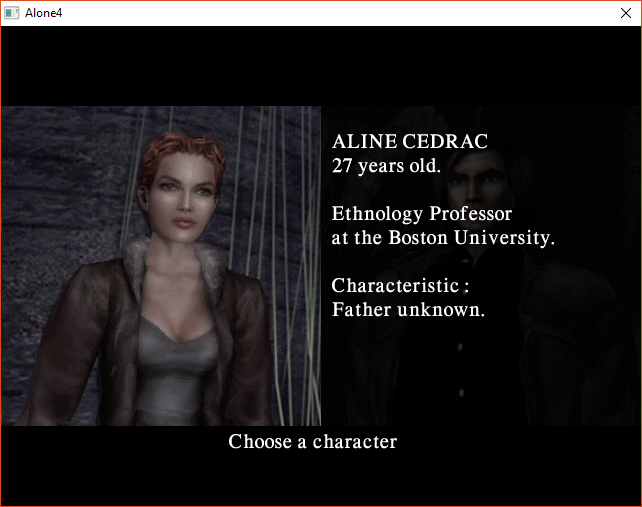 Alone4
ALINE CEDRAC
27 years old.
Ethnology Professor
at the Boston University.
Characteristic :
Father unknown.
Choose a character